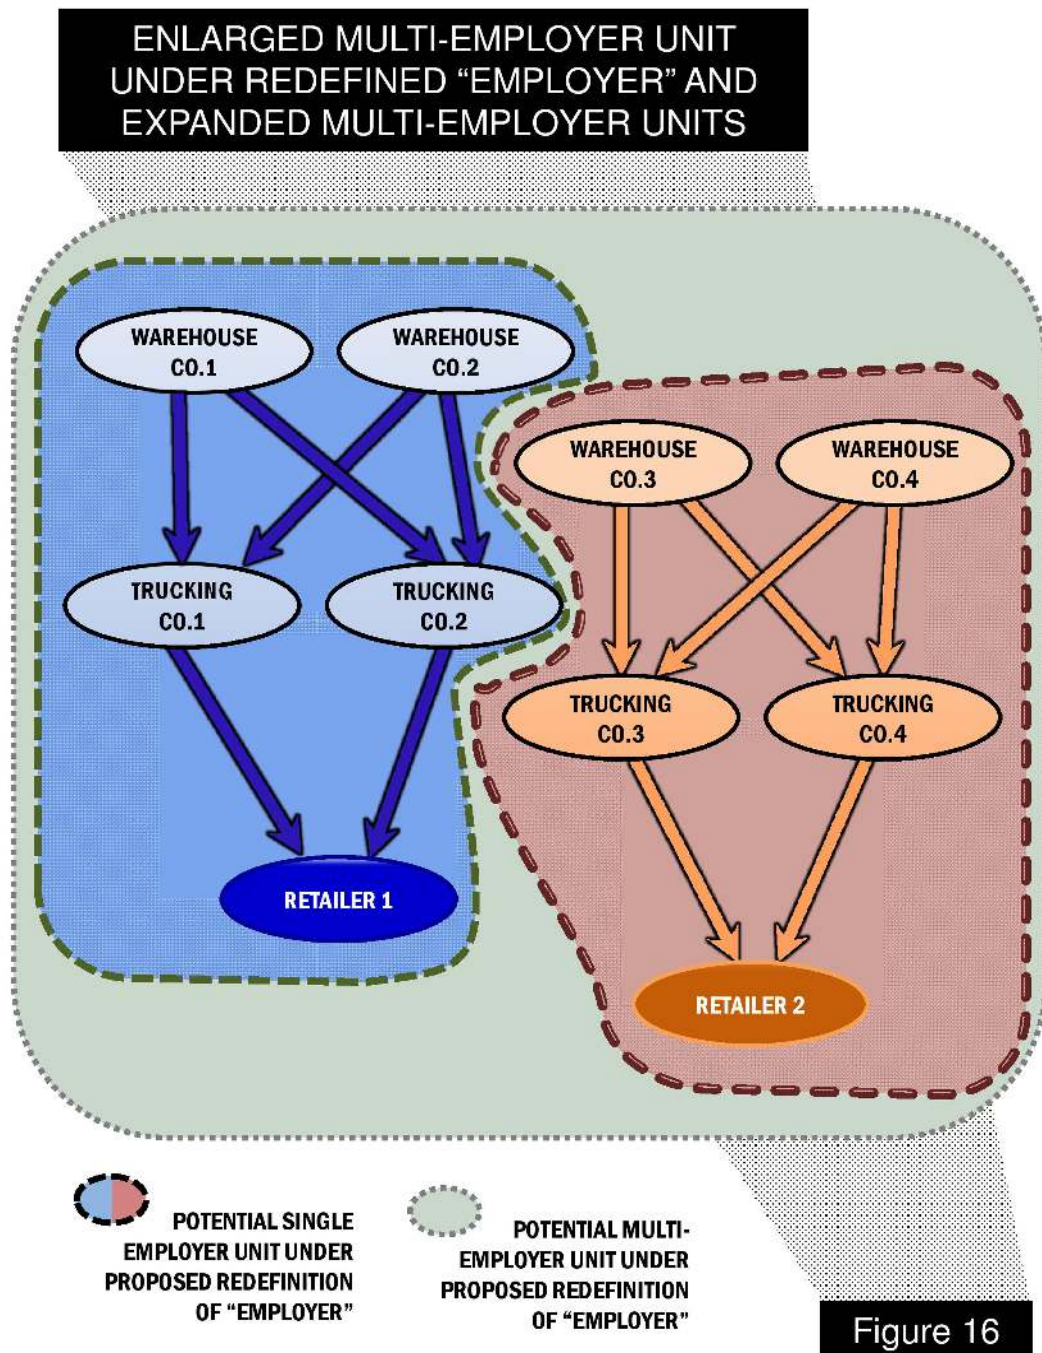 ENLARGED MULTI-EMPLOYER UNIT
UNDER REDEFINED “EMPLOYER” AND
EXPANDED MULTI-EMPLOYER UNITS
WAREHOUSE
CO.1
WAREHOUSE
CO.2
WAREHOUSE
CO.3
WAREHOUSE
CO.4
TRUCKING
CO.1
TRUCKING
CO.2
TRUCKING
CO.3
TRUCKING
CO.4
RETAILER 1
RETAILER 2
POTENTIAL SINGLE
EMPLOYER UNIT UNDER
PROPOSED REDEFINITION
OF “EMPLOYER”
POTENTIAL MULTI-
EMPLOYER UNIT UNDER
PROPOSED REDEFINITION
OF “EMPLOYER”
Figure 16